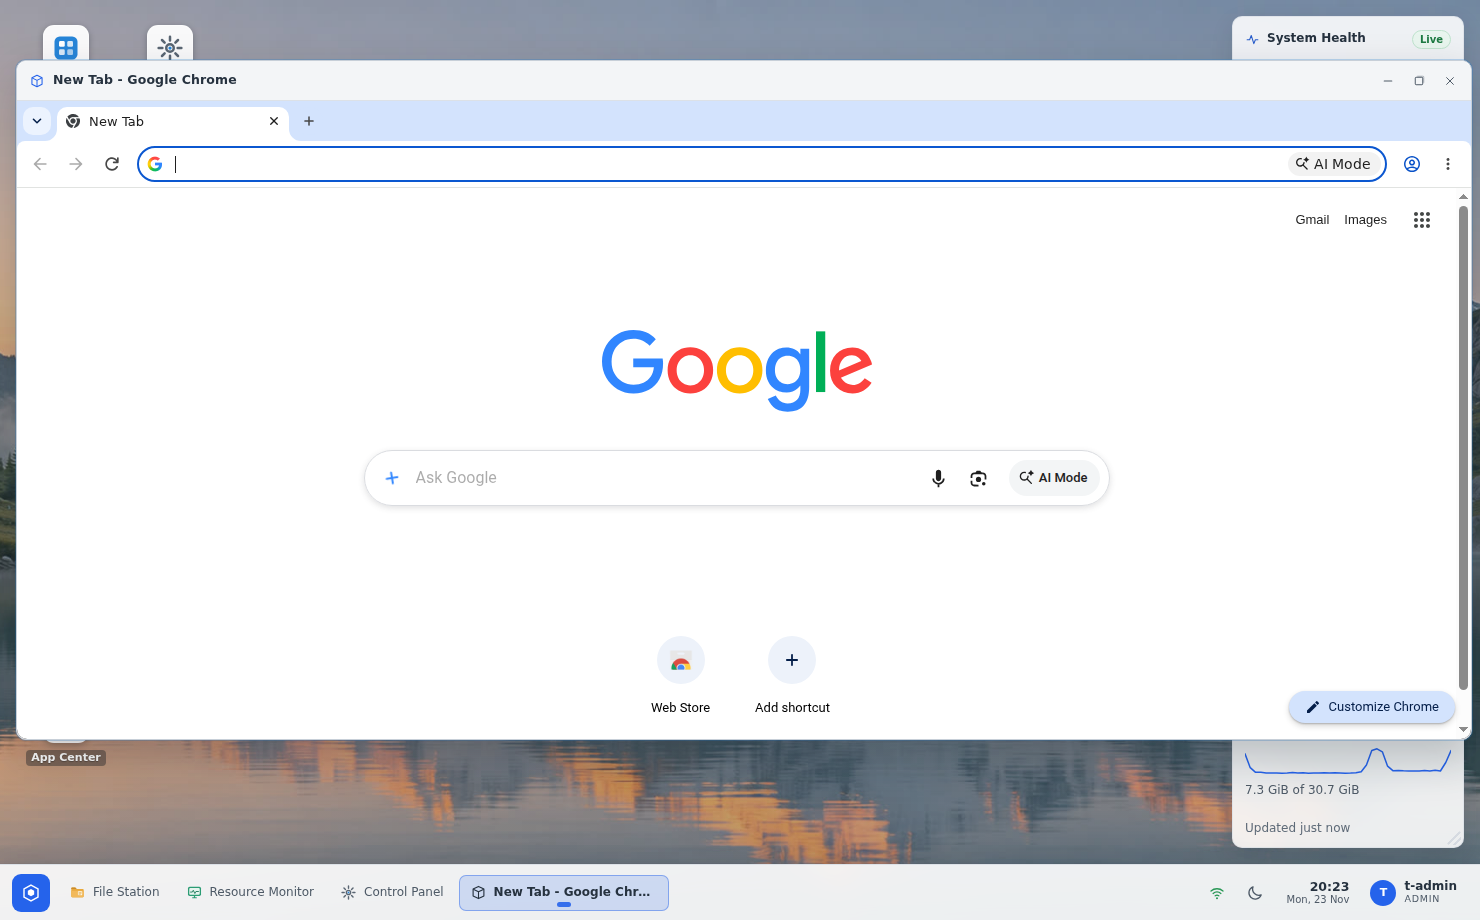 System Health
Live
New Tab - Google Chrome
New Tab
AI Mode
Gmail
Images
Google
Ask Google
AI Mode
Web Store
Add shortcut
Customize Chrome
App Center
7.3 GiB of 30.7 GiB
Updated just now
File Station
Resource Monitor
Control Panel
New Tab - Google Chr...
20:23
Mon, 23 Nov
T
t-admin
ADMIN